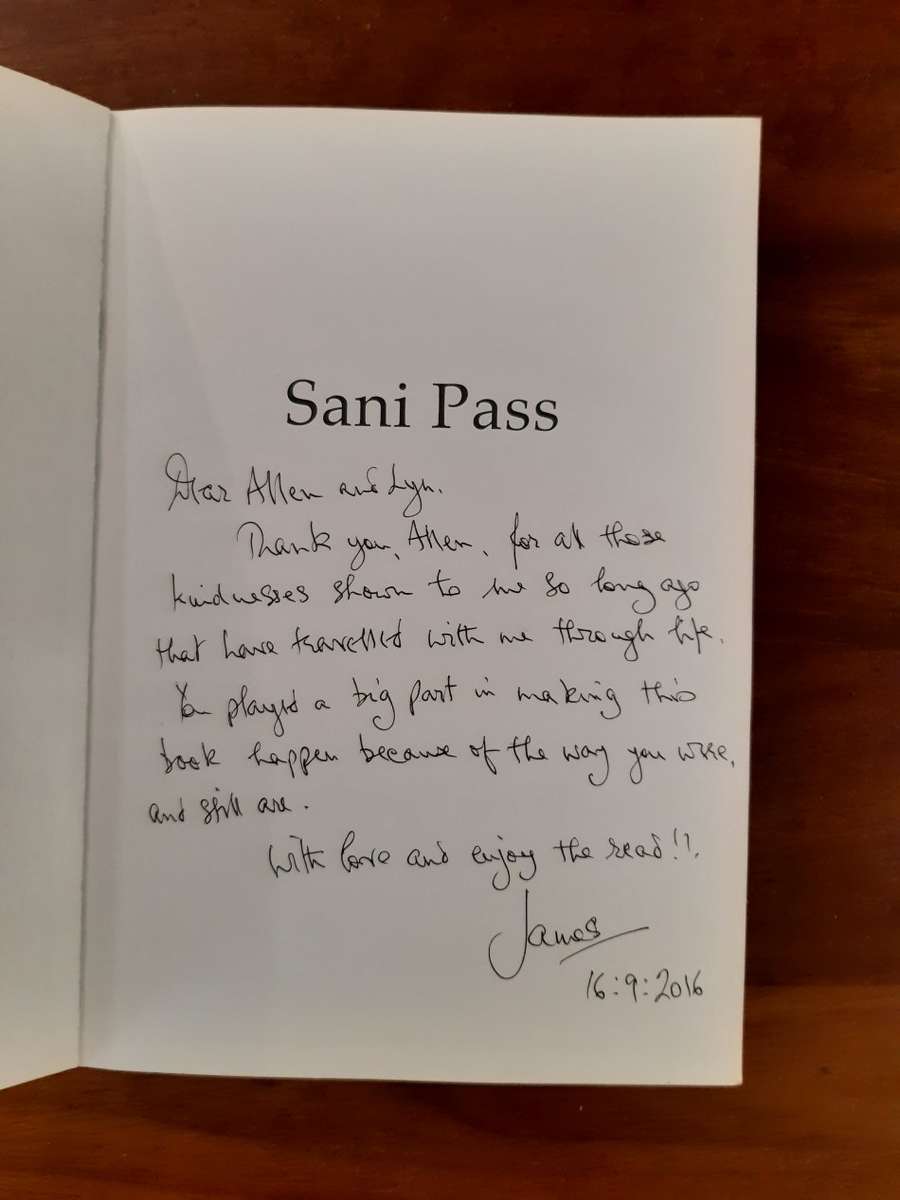 Sani Pass
Dear Allen and Lyn.
Thank you, Allen, for all those
kindnesses shown to me so long ago
that have travelled with me through life.
You played a big part in making this
book happen because of the way you were,
and still are.
With love and enjoy the read!!.
James
16:9:2016